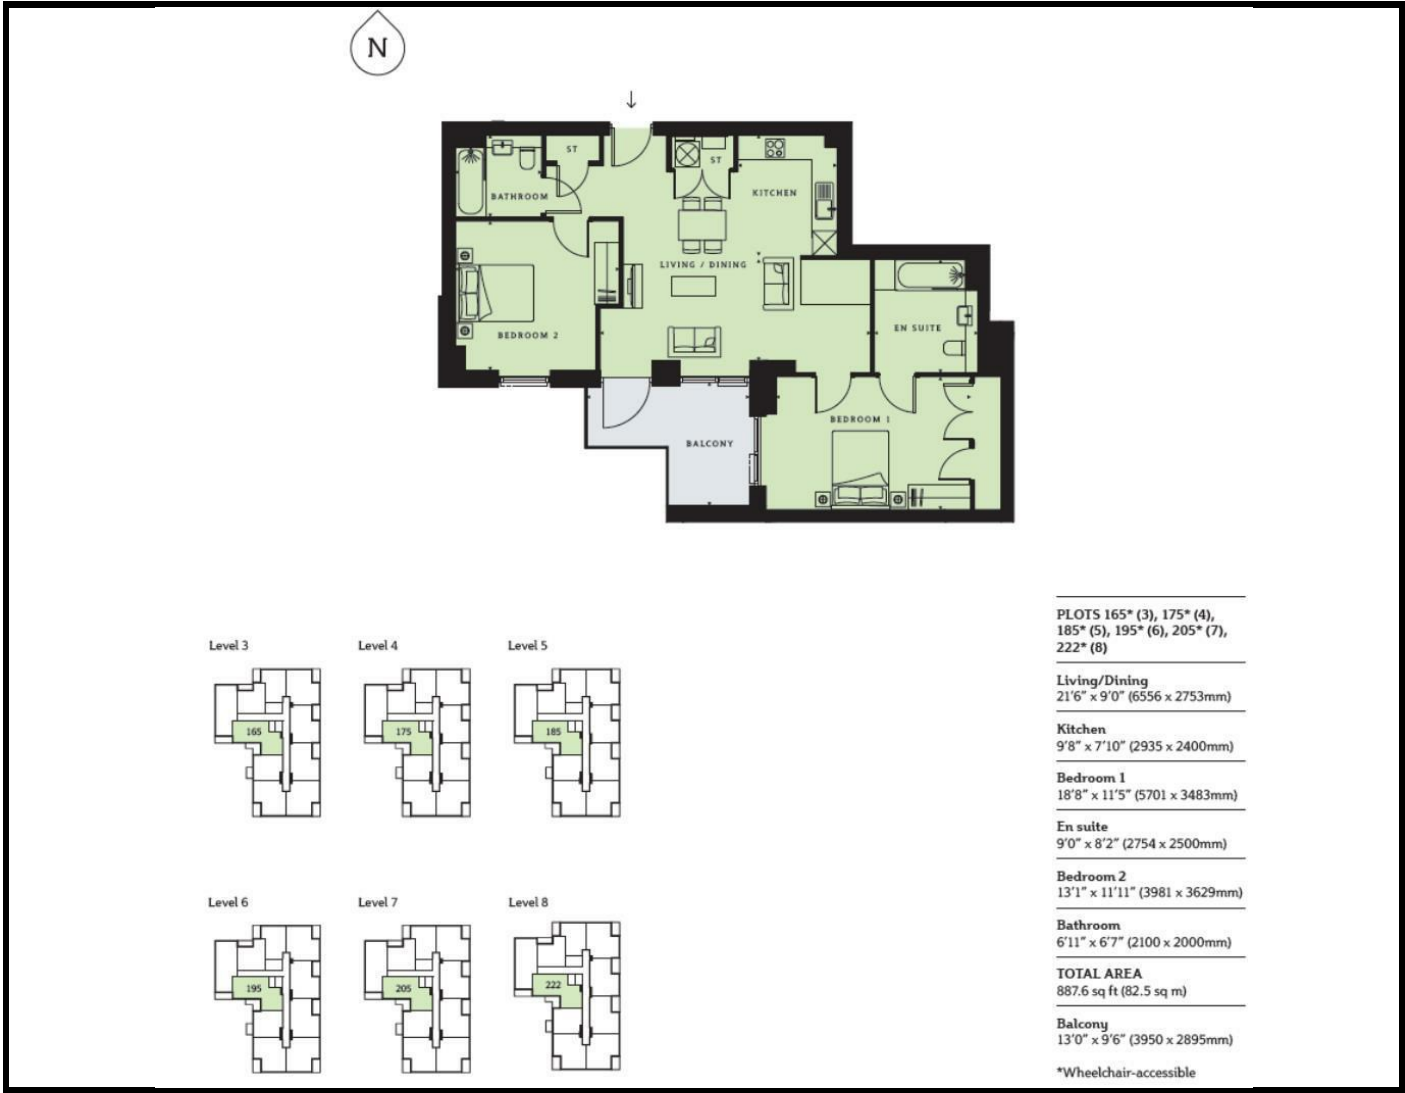 N
ST
ST
BATHROOM
KITCHEN
LIVING / DINING
EN SUITE
BEDROOM 2
BEDROOM 1
BALCONY
Level 3
Level 4
Level 5
165
175
185
Level 6
Level 7
Level 8
195
205
222
PLOTS 165* (3), 175* (4),
185* (5), 195* (6), 205* (7),
222* (8)
Living/Dining
21'6" x 9'0" (6556 x 2753mm)
Kitchen
9'8" x 7'10" (2935 x 2400mm)
Bedroom 1
18'8" x 11'5" (5701 x 3483mm)
En suite
9'0" x 8'2" (2754 x 2500mm)
Bedroom 2
13'1" x 11'11" (3981 x 3629mm)
Bathroom
6'11" x 6'7" (2100 x 2000mm)
TOTAL AREA
887.6 sq ft (82.5 sq m)
Balcony
13'0" x 9'6" (3950 x 2895mm)
*Wheelchair-accessible